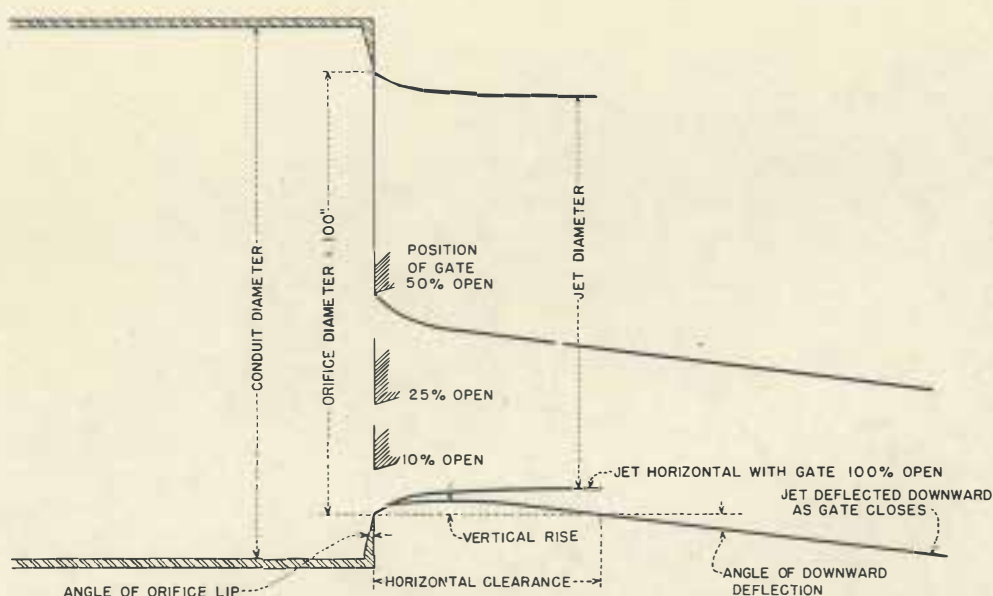 POSITION
OF GATE
50% OPEN
CONDUIT DIAMETER
ORIFICE DIAMETER = 100"
JET DIAMETER
25% OPEN
10% OPEN
JET HORIZONTAL WITH GATE 100% OPEN
JET DEFLECTED DOWNWARD
AS GATE CLOSES
VERTICAL RISE
ANGLE OF ORIFICE LIP
HORIZONTAL CLEARANCE
ANGLE OF DOWNWARD
DEFLECTION